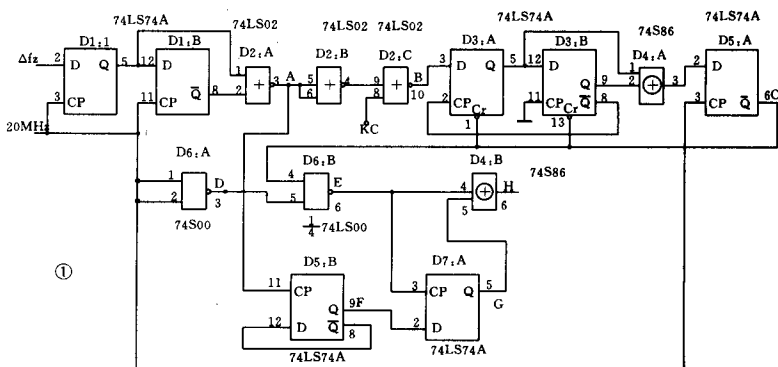 74LS74A 74LS02 74LS02 74LS02 74LS74A 74S86 74LS74A
D1:1 D1:B D2:A D2:B D2:C D3:A D3:B D4:A D5:A
Δfz 2 D Q 5 12 D 1 3 A 5 4 9 B 3 D Q 5 12 D 1 3 2 D
6 10 9 2
3 CP 11 CP Q̅ 8 2 + + 8 + 2 CP Cr 11 CP Cr Q̅ 8 3 CP Q̅ 6C
20MHz KC 1 13
D6:A D6:B D4:B 74S86
1 D 4 E 4 H
2 3 5 6 5 6
74S00 1/4 74LS00
D5:B D7:A
① 11 CP 3 CP Q 5 G
Q 9F
12 D Q̅ 8 2 D
74LS74A 74LS74A